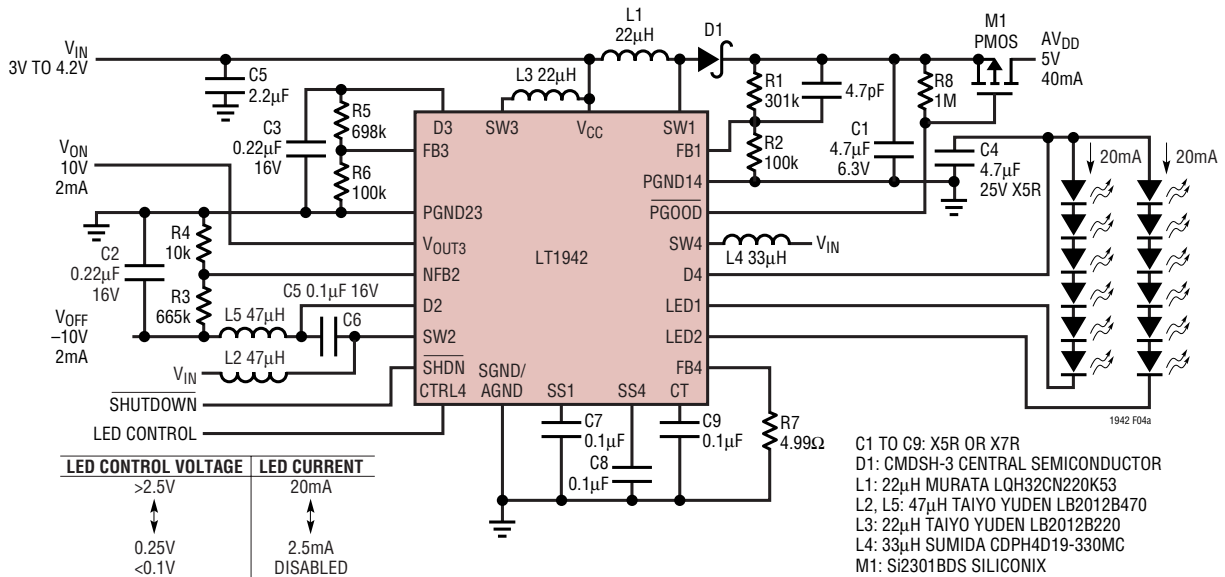 L1
22µH
D1
M1
PMOS
V_IN
3V TO 4.2V
AV_DD
5V
40mA
C5
2.2µF
L3 22µH
R1
301k
4.7pF
R8
1M
C3
0.22µF
16V
R5
698k
D3
SW3
V_CC
SW1
V_ON
10V
2mA
FB3
FB1
R2
100k
C1
4.7µF
6.3V
C4
4.7µF
25V X5R
20mA
20mA
R6
100k
PGND14
PGND23
PGOOD
R4
10k
V_OUT3
LT1942
SW4
L4 33µH
V_IN
C2
0.22µF
16V
NFB2
D4
R3
665k
C5 0.1µF 16V
D2
LED1
V_OFF
–10V
2mA
L5 47µH
C6
SW2
LED2
L2 47µH
V_IN
SHDN
SGND/
AGND
FB4
SHUTDOWN
CTRL4
SS1
SS4
CT
LED CONTROL
C7
0.1µF
C8
0.1µF
C9
0.1µF
R7
4.99Ω
1942 F04a
LED CONTROL VOLTAGE LED CURRENT
>2.5V 20mA
0.25V 2.5mA
<0.1V DISABLED
C1 TO C9: X5R OR X7R
D1: CMDSH-3 CENTRAL SEMICONDUCTOR
L1: 22µH MURATA LQH32CN220K53
L2, L5: 47µH TAIYO YUDEN LB2012B470
L3: 22µH TAIYO YUDEN LB2012B220
L4: 33µH SUMIDA CDPH4D19-330MC
M1: Si2301BDS SILICONIX